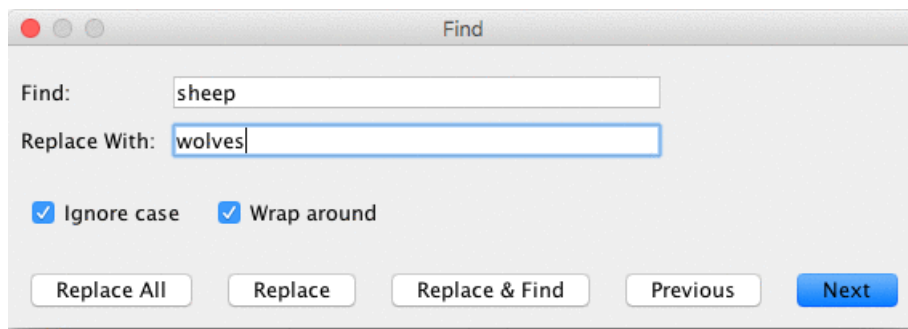 Find
Find: sheep
Replace With: wolves
Ignore case Wrap around
Replace All Replace Replace & Find Previous Next